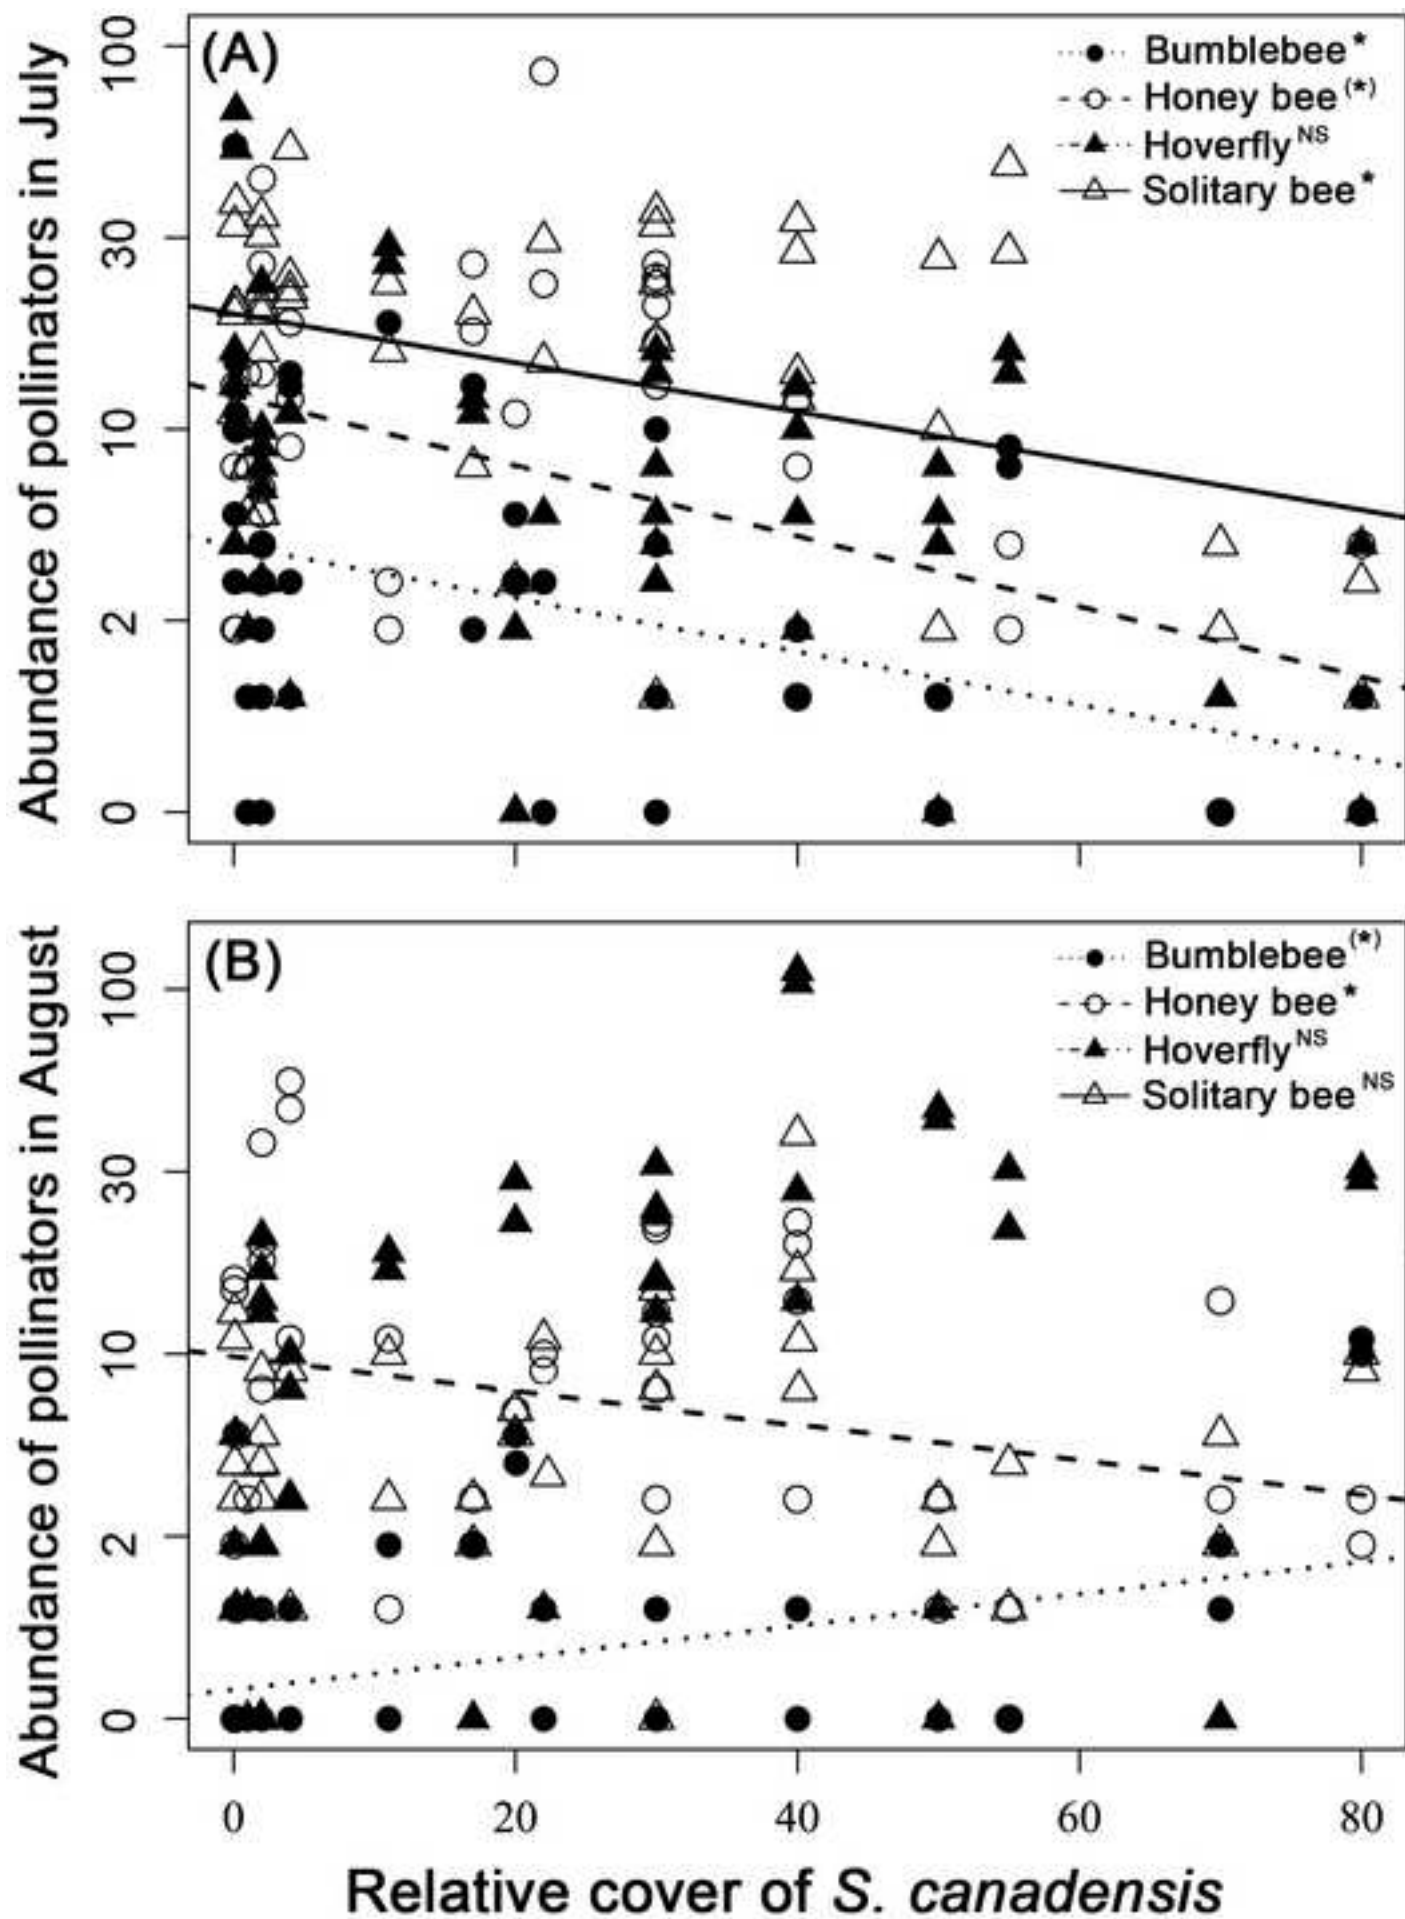 Abundance of pollinators in July
100
30
10
2
0
(A)
Bumblebee*
Honey bee(*)
Hoverfly NS
Solitary bee*
Abundance of pollinators in August
100
30
10
2
0
(B)
Bumblebee(*)
Honey bee*
Hoverfly NS
Solitary bee NS
0 20 40 60 80
Relative cover of S. canadensis